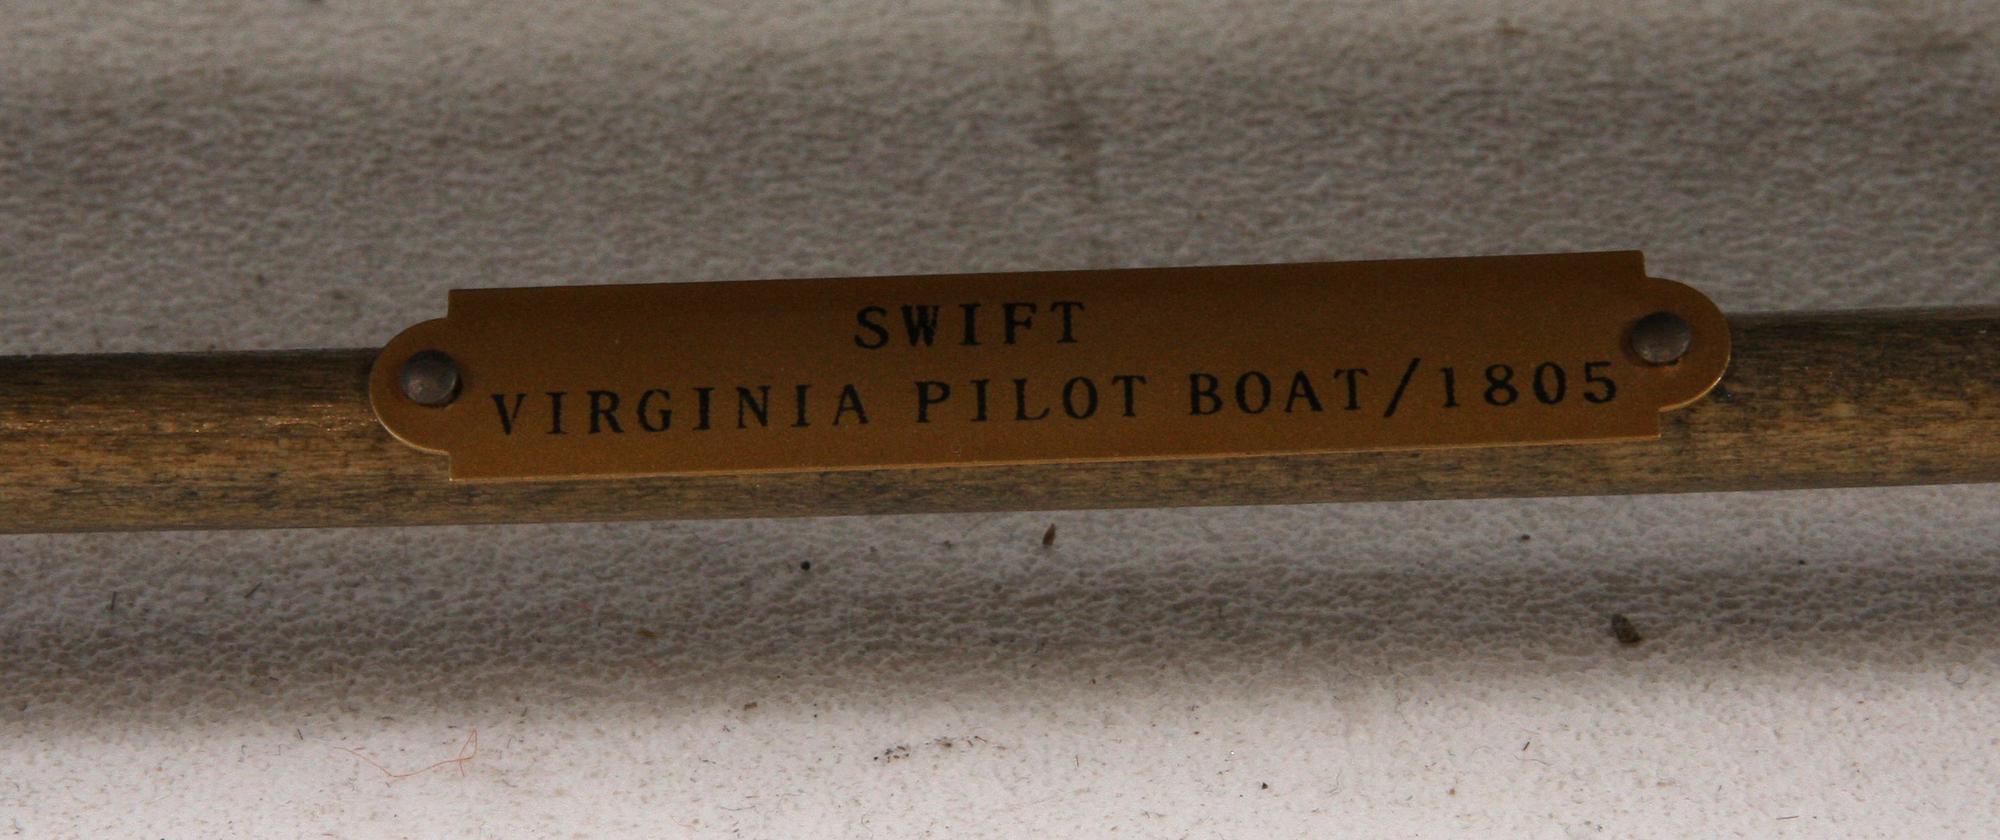 SWIFT
VIRGINIA PILOT BOAT/1805